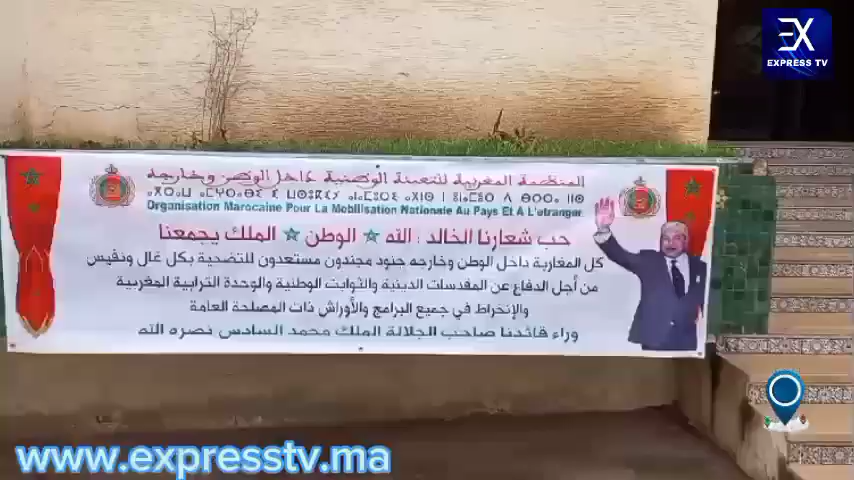 EX
EXPRESS TV
المنظمة المغربية للتعبئة الوطنية داخل الوطن وخارجه
Organisation Marocaine Pour La Mobilisation Nationale Au Pays Et À L'etranger
حب شعارنا الخالد : الله الوطن الملك يجمعنا
كل المغاربة داخل الوطن وخارجه جنود مجندون مستعدون للتضحية بكل غال ونفيس
من أجل الدفاع عن المقدسات الدينية والثوابت الوطنية والوحدة الترابية المغربية
والإنخراط في جميع البرامج والأوراش ذات المصلحة العامة
وراء قائدنا صاحب الجلالة الملك محمد السادس نصره الله
www.expresstv.ma